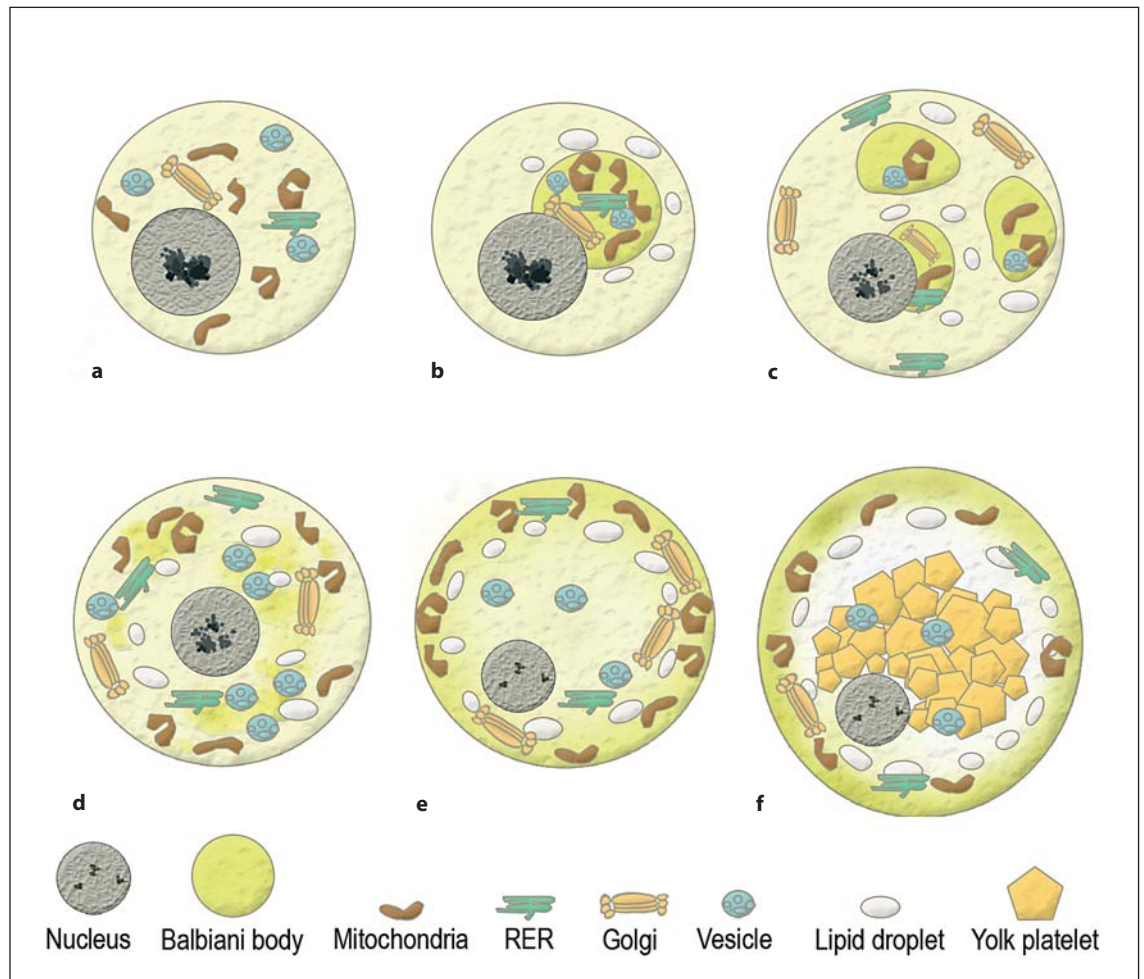 a b c
d e f
Nucleus Balbiani body Mitochondria RER Golgi Vesicle Lipid droplet Yolk platelet